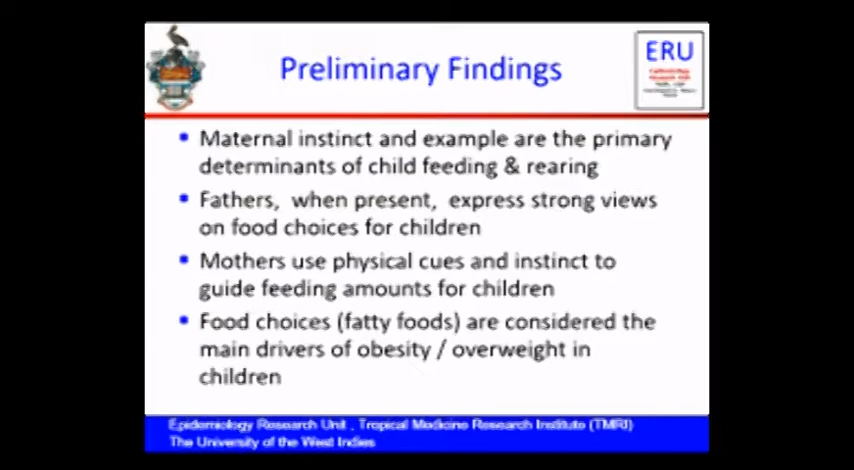 Preliminary Findings
ERU
Maternal instinct and example are the primary
determinants of child feeding & rearing
Fathers, when present, express strong views
on food choices for children
Mothers use physical cues and instinct to
guide feeding amounts for children
Food choices (fatty foods) are considered the
main drivers of obesity / overweight in
children
Epidemiology Research Unit , Tropical Medicine Research Institute (TMRI)
The University of the West Indies